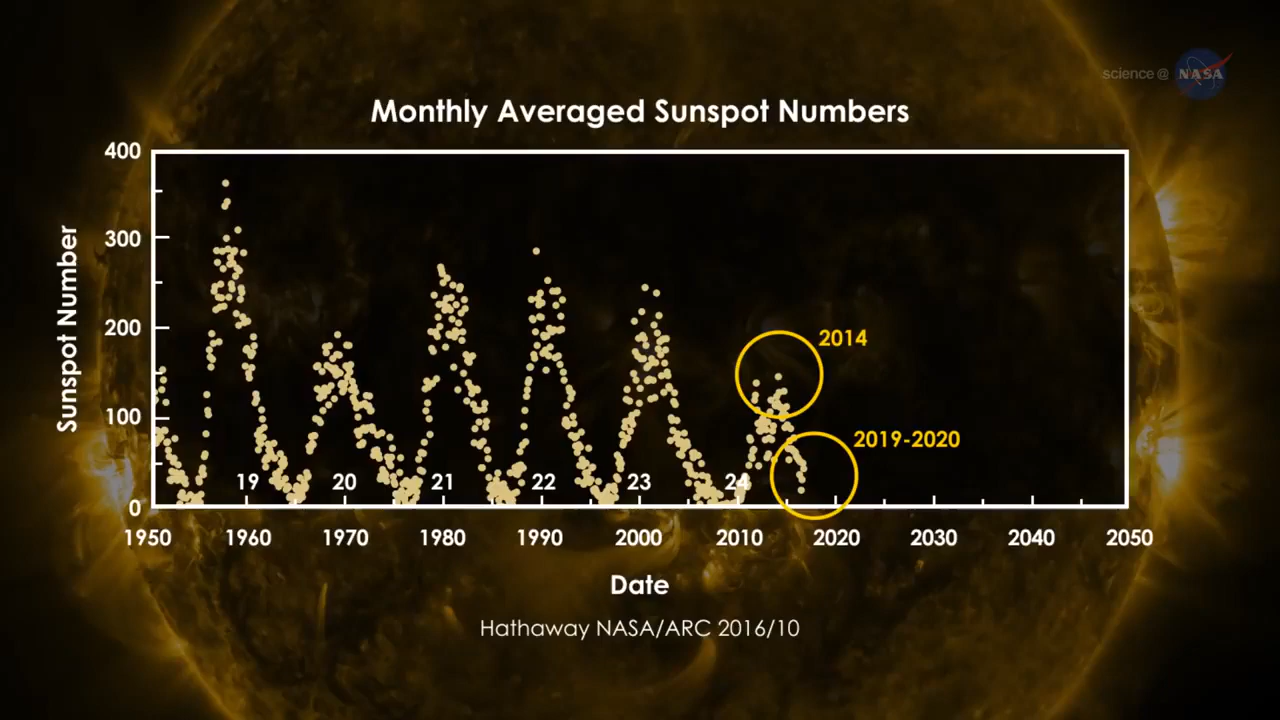 science@ NASA
Monthly Averaged Sunspot Numbers
400
300
200
100
0
Sunspot Number
2014
2019-2020
19 20 21 22 23 24
1950 1960 1970 1980 1990 2000 2010 2020 2030 2040 2050
Date
Hathaway NASA/ARC 2016/10